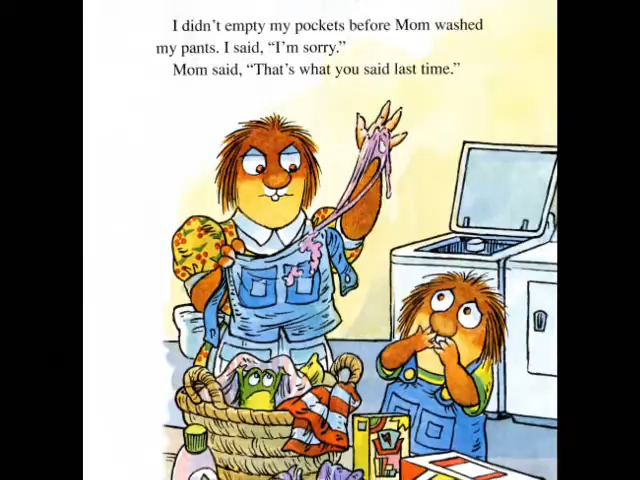 I didn’t empty my pockets before Mom washed
my pants. I said, “I’m sorry.”
Mom said, “That’s what you said last time.”